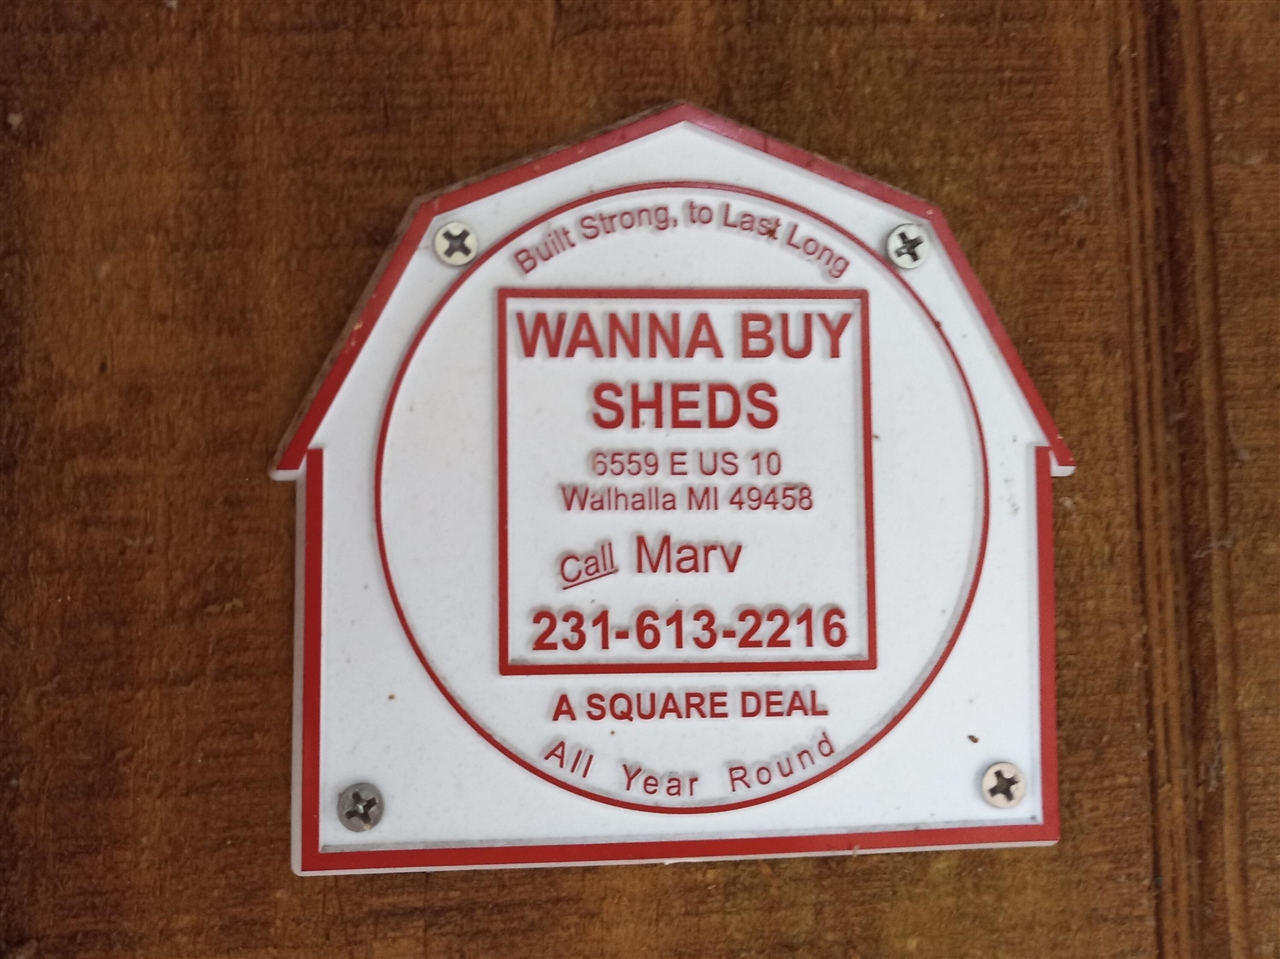 Built Strong, to Last Long
WANNA BUY
SHEDS
6559 E US 10
Walhalla MI 49458
Call Marv
231-613-2216
A SQUARE DEAL
All Year Round